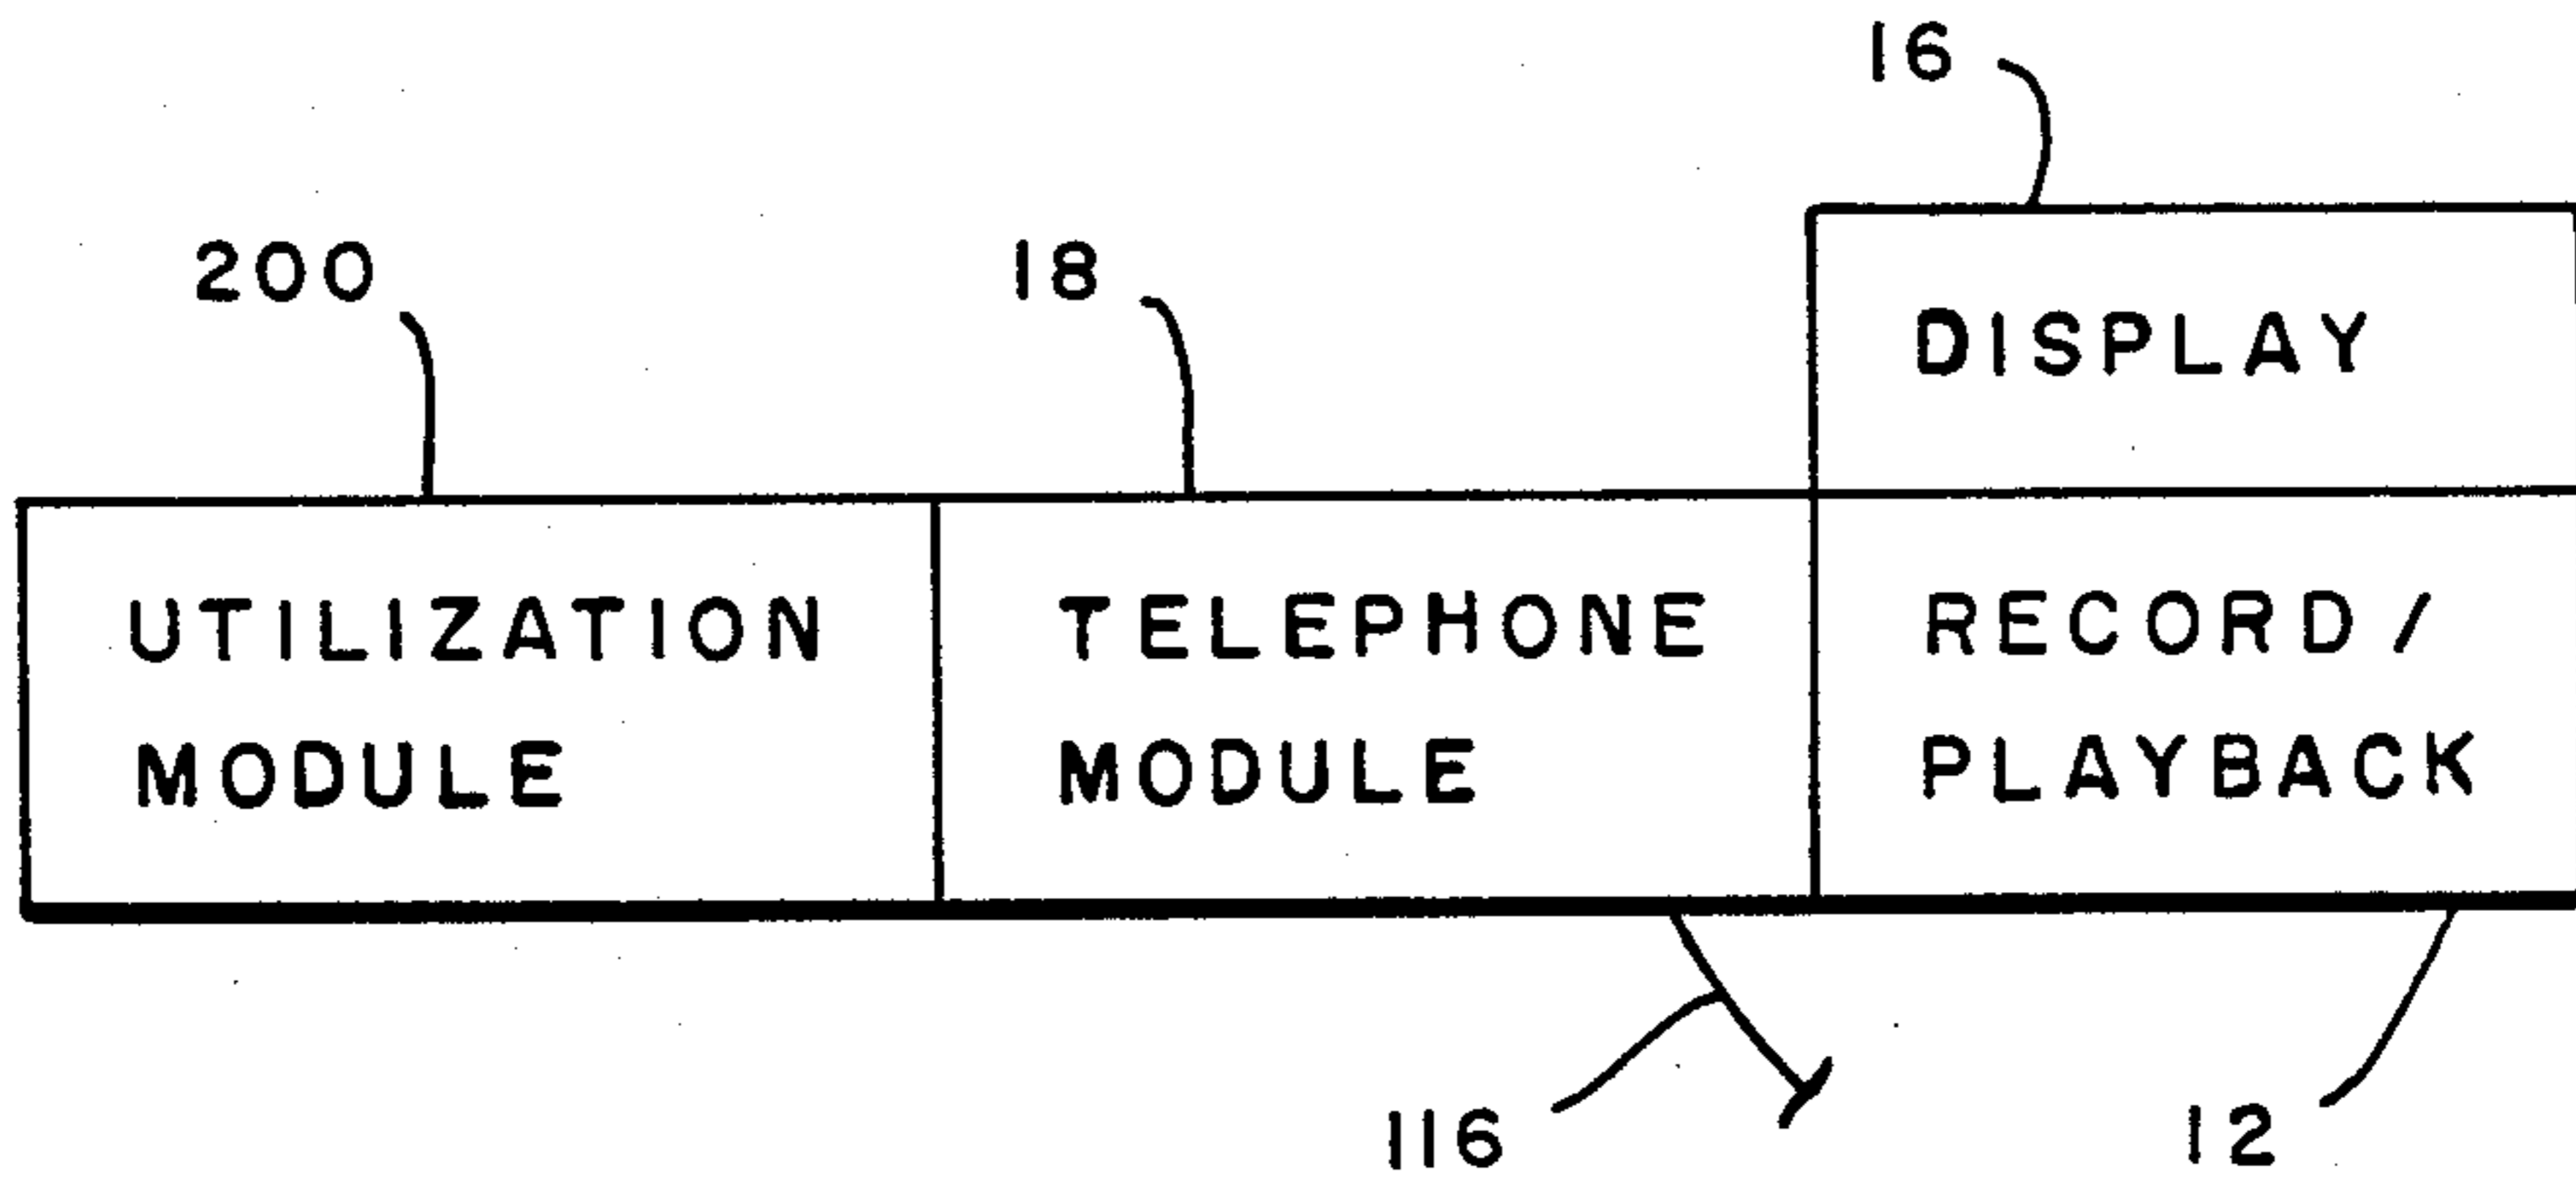 16
200
18
DISPLAY
UTILIZATION
MODULE
TELEPHONE
MODULE
RECORD/
PLAYBACK
116
12